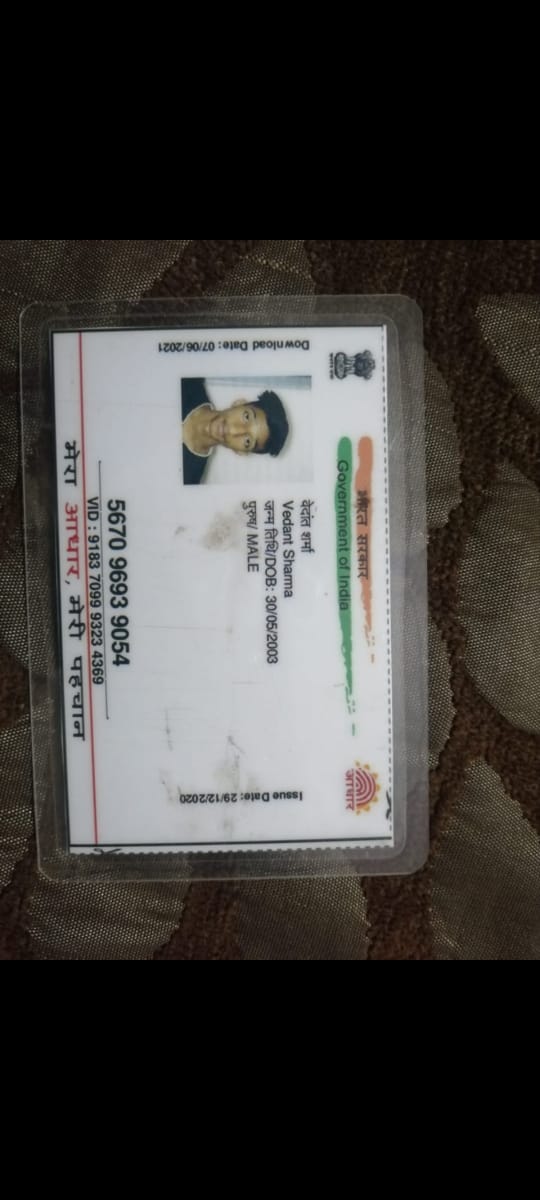 भारत सरकार
Government of India
Download Date: 07/06/2021
वेदांत शर्मा
Vedant Sharma
जन्म तिथि/DOB: 30/05/2003
पुरुष/ MALE
Issue Date: 29/12/2020
आधार
5670 9693 9054
VID : 9183 7099 9323 4369
मेरा आधार, मेरी पहचान